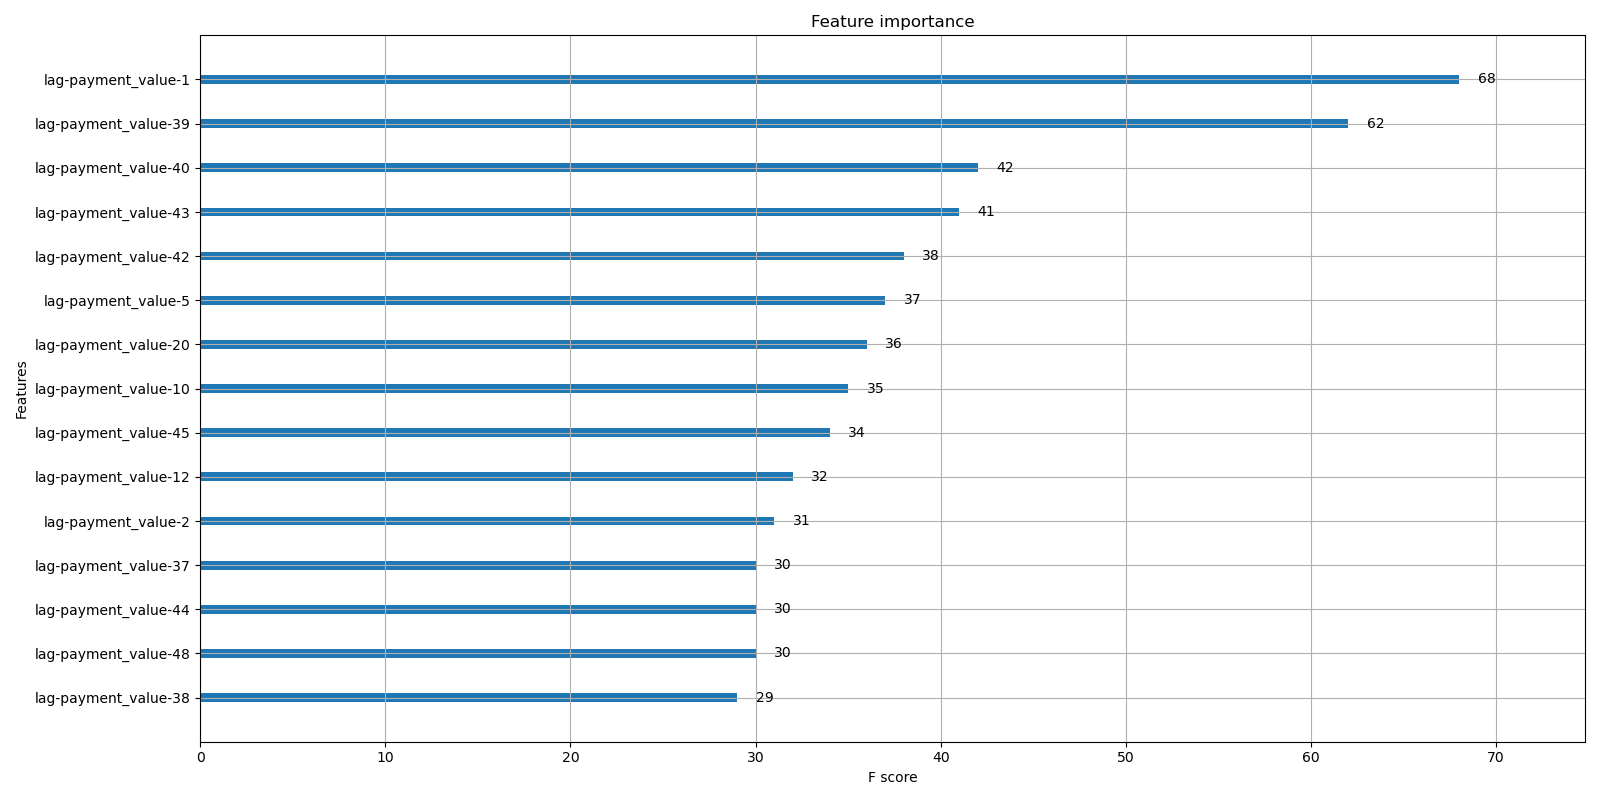 Feature importance
lag-payment_value-1
68
lag-payment_value-39
62
lag-payment_value-40
42
lag-payment_value-43
41
lag-payment_value-42
38
lag-payment_value-5
37
lag-payment_value-20
36
lag-payment_value-10
35
lag-payment_value-45
34
lag-payment_value-12
32
lag-payment_value-2
31
lag-payment_value-37
30
lag-payment_value-44
30
lag-payment_value-48
30
lag-payment_value-38
29
Features
0 10 20 30 40 50 60 70
F score